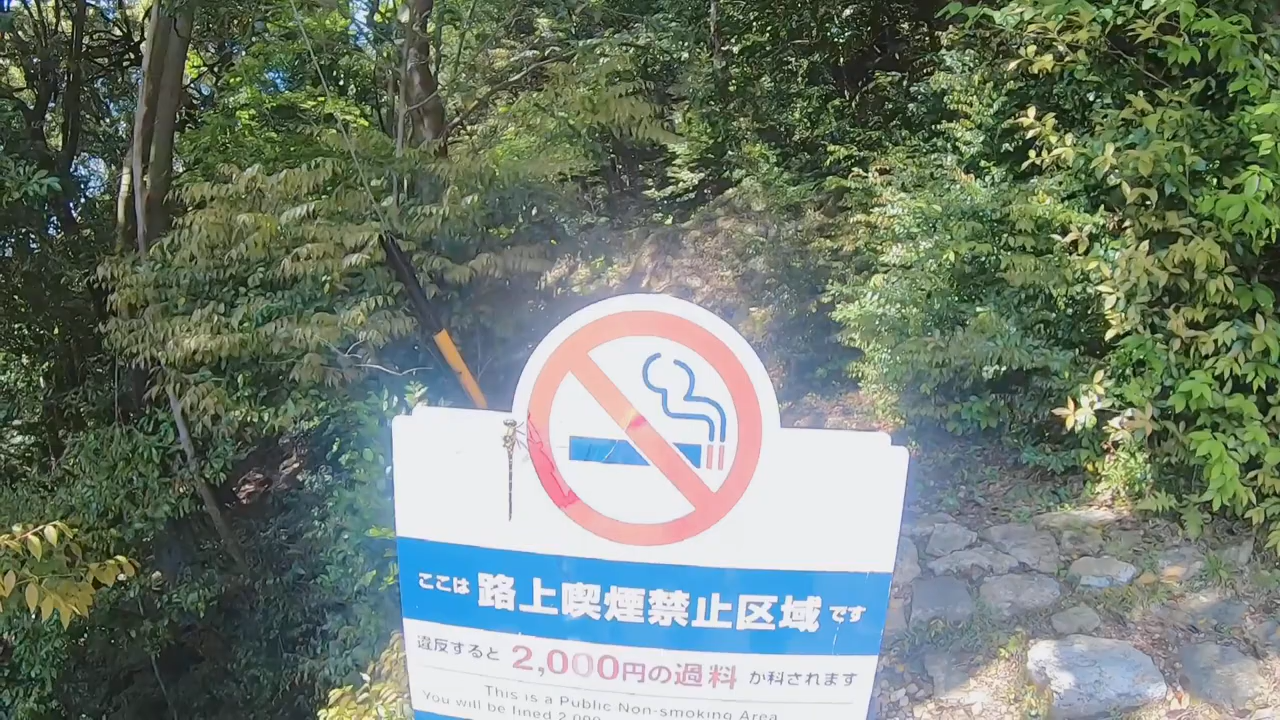 ここは 路上喫煙禁止区域 です
違反すると 2,000円の過料 が科されます
This is a Public Non-smoking Area
You will be fined 2,000